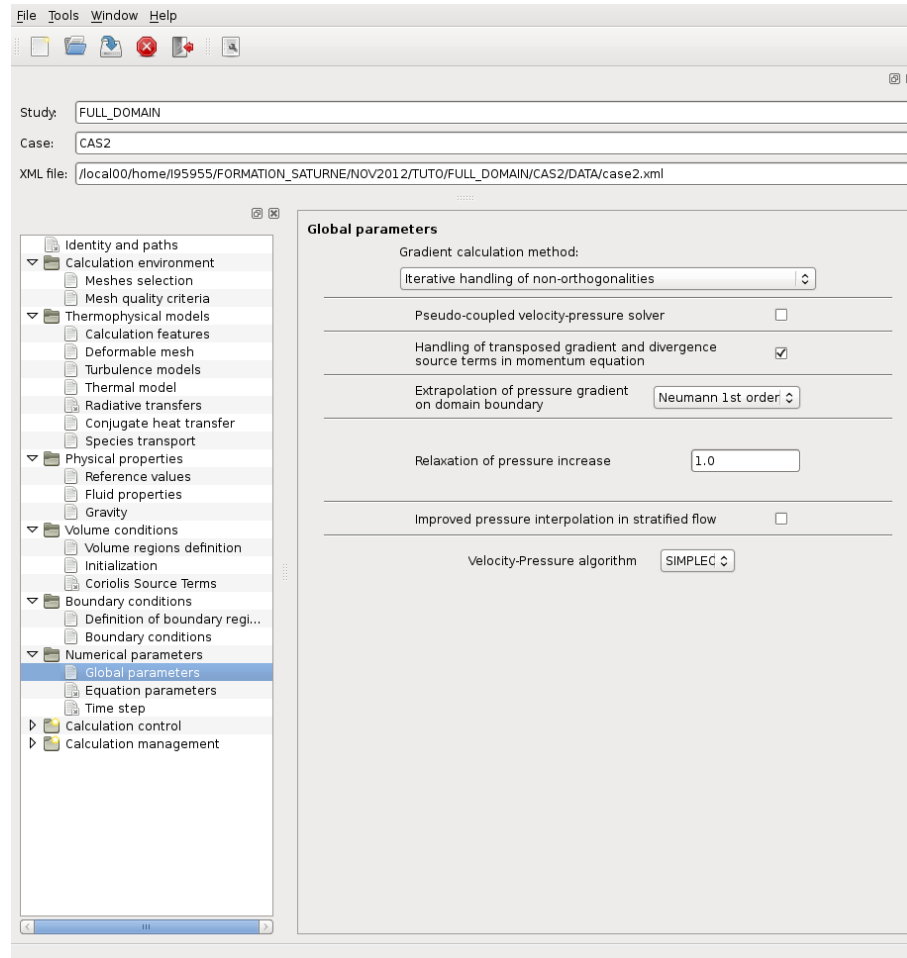 File Tools Window Help
Study: FULL_DOMAIN
Case: CAS2
XML file: /local00/home/I95955/FORMATION_SATURNE/NOV2012/TUTO/FULL_DOMAIN/CAS2/DATA/case2.xml
Identity and paths
Calculation environment
Meshes selection
Mesh quality criteria
Thermophysical models
Calculation features
Deformable mesh
Turbulence models
Thermal model
Radiative transfers
Conjugate heat transfer
Species transport
Physical properties
Reference values
Fluid properties
Gravity
Volume conditions
Volume regions definition
Initialization
Coriolis Source Terms
Boundary conditions
Definition of boundary regi...
Boundary conditions
Numerical parameters
Global parameters
Equation parameters
Time step
Calculation control
Calculation management
Global parameters
Gradient calculation method:
Iterative handling of non-orthogonalities
Pseudo-coupled velocity-pressure solver
Handling of transposed gradient and divergence
source terms in momentum equation
Extrapolation of pressure gradient
on domain boundary
Neumann 1st order
Relaxation of pressure increase 1.0
Improved pressure interpolation in stratified flow
Velocity-Pressure algorithm SIMPLEC